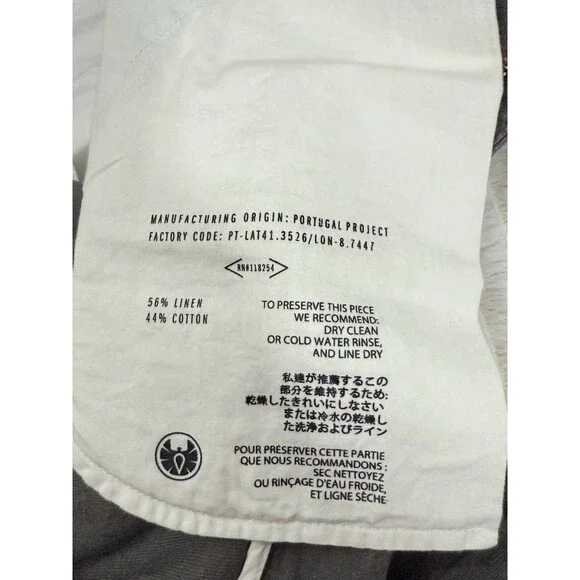 MANUFACTURING ORIGIN: PORTUGAL PROJECT
FACTORY CODE: PT-LAT41.3526/LON-8.7447
RN#118254
56% LINEN
44% COTTON
TO PRESERVE THIS PIECE
WE RECOMMEND:
DRY CLEAN
OR COLD WATER RINSE,
AND LINE DRY
私達が推薦するこの
部分を維持するため:
乾燥したきれいにしなさい
または冷水の乾燥し
た洗浄およびライン
POUR PRÉSERVER CETTE PARTIE
QUE NOUS RECOMMANDONS :
SEC NETTOYEZ
OU RINÇAGE D'EAU FROIDE,
ET LIGNE SÈCHE